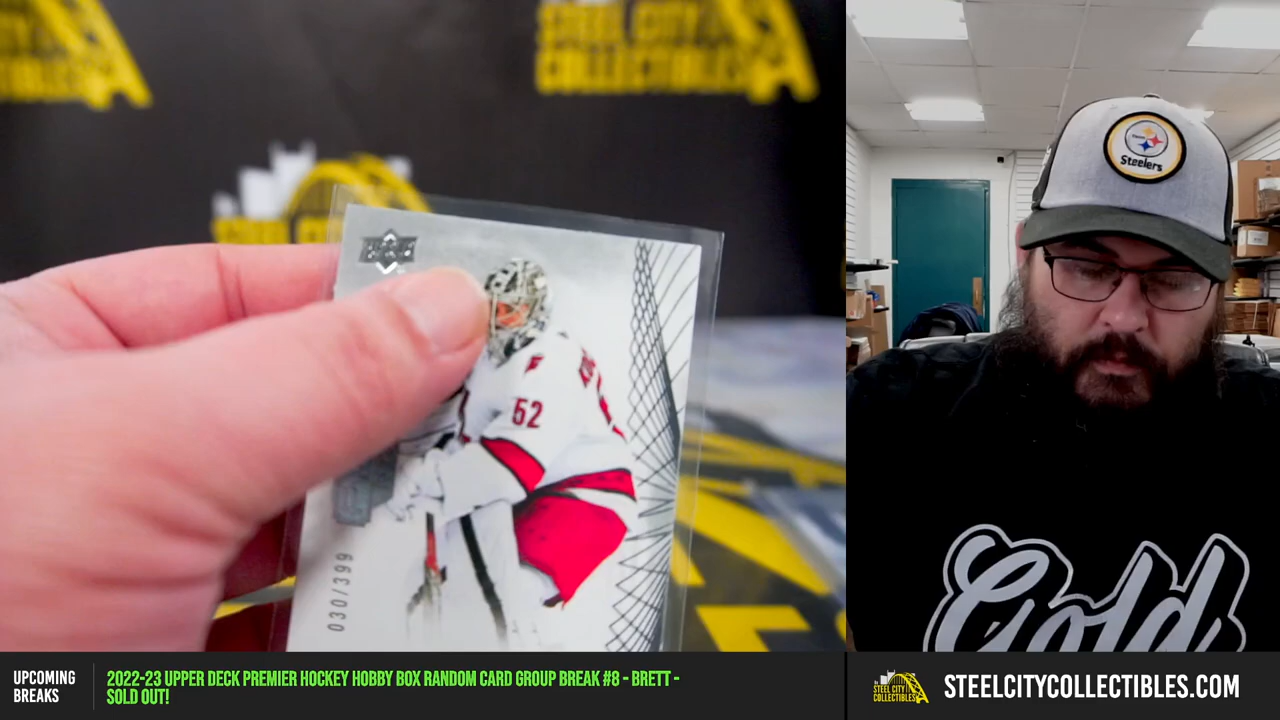 STEEL CITY
COLLECTIBLES
Steelers
52
030/399
Gold
UPCOMING
BREAKS
2022-23 UPPER DECK PREMIER HOCKEY HOBBY BOX RANDOM CARD GROUP BREAK #8 - BRETT -
SOLD OUT!
STEEL CITY
COLLECTIBLES
STEELCITYCOLLECTIBLES.COM